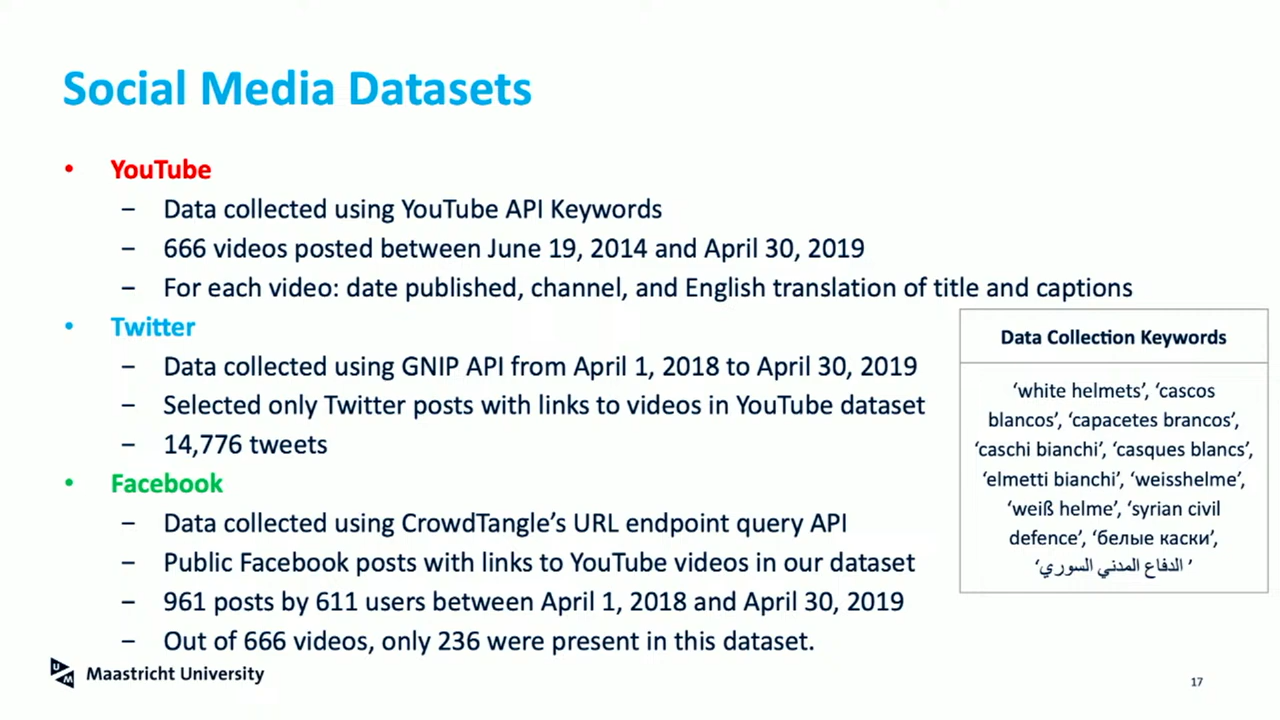 Social Media Datasets
• YouTube
– Data collected using YouTube API Keywords
– 666 videos posted between June 19, 2014 and April 30, 2019
– For each video: date published, channel, and English translation of title and captions
• Twitter
– Data collected using GNIP API from April 1, 2018 to April 30, 2019
– Selected only Twitter posts with links to videos in YouTube dataset
– 14,776 tweets
• Facebook
– Data collected using CrowdTangle’s URL endpoint query API
– Public Facebook posts with links to YouTube videos in our dataset
– 961 posts by 611 users between April 1, 2018 and April 30, 2019
– Out of 666 videos, only 236 were present in this dataset.
Data Collection Keywords
‘white helmets’, ‘cascos
blancos’, ‘capacetes brancos’,
‘caschi bianchi’, ‘casques blancs’,
‘elmetti bianchi’, ‘weisshelme’,
‘weiß helme’, ‘syrian civil
defence’, ‘белые каски’,
‘الدفاع المدني السوري ’
UM
Maastricht University
17